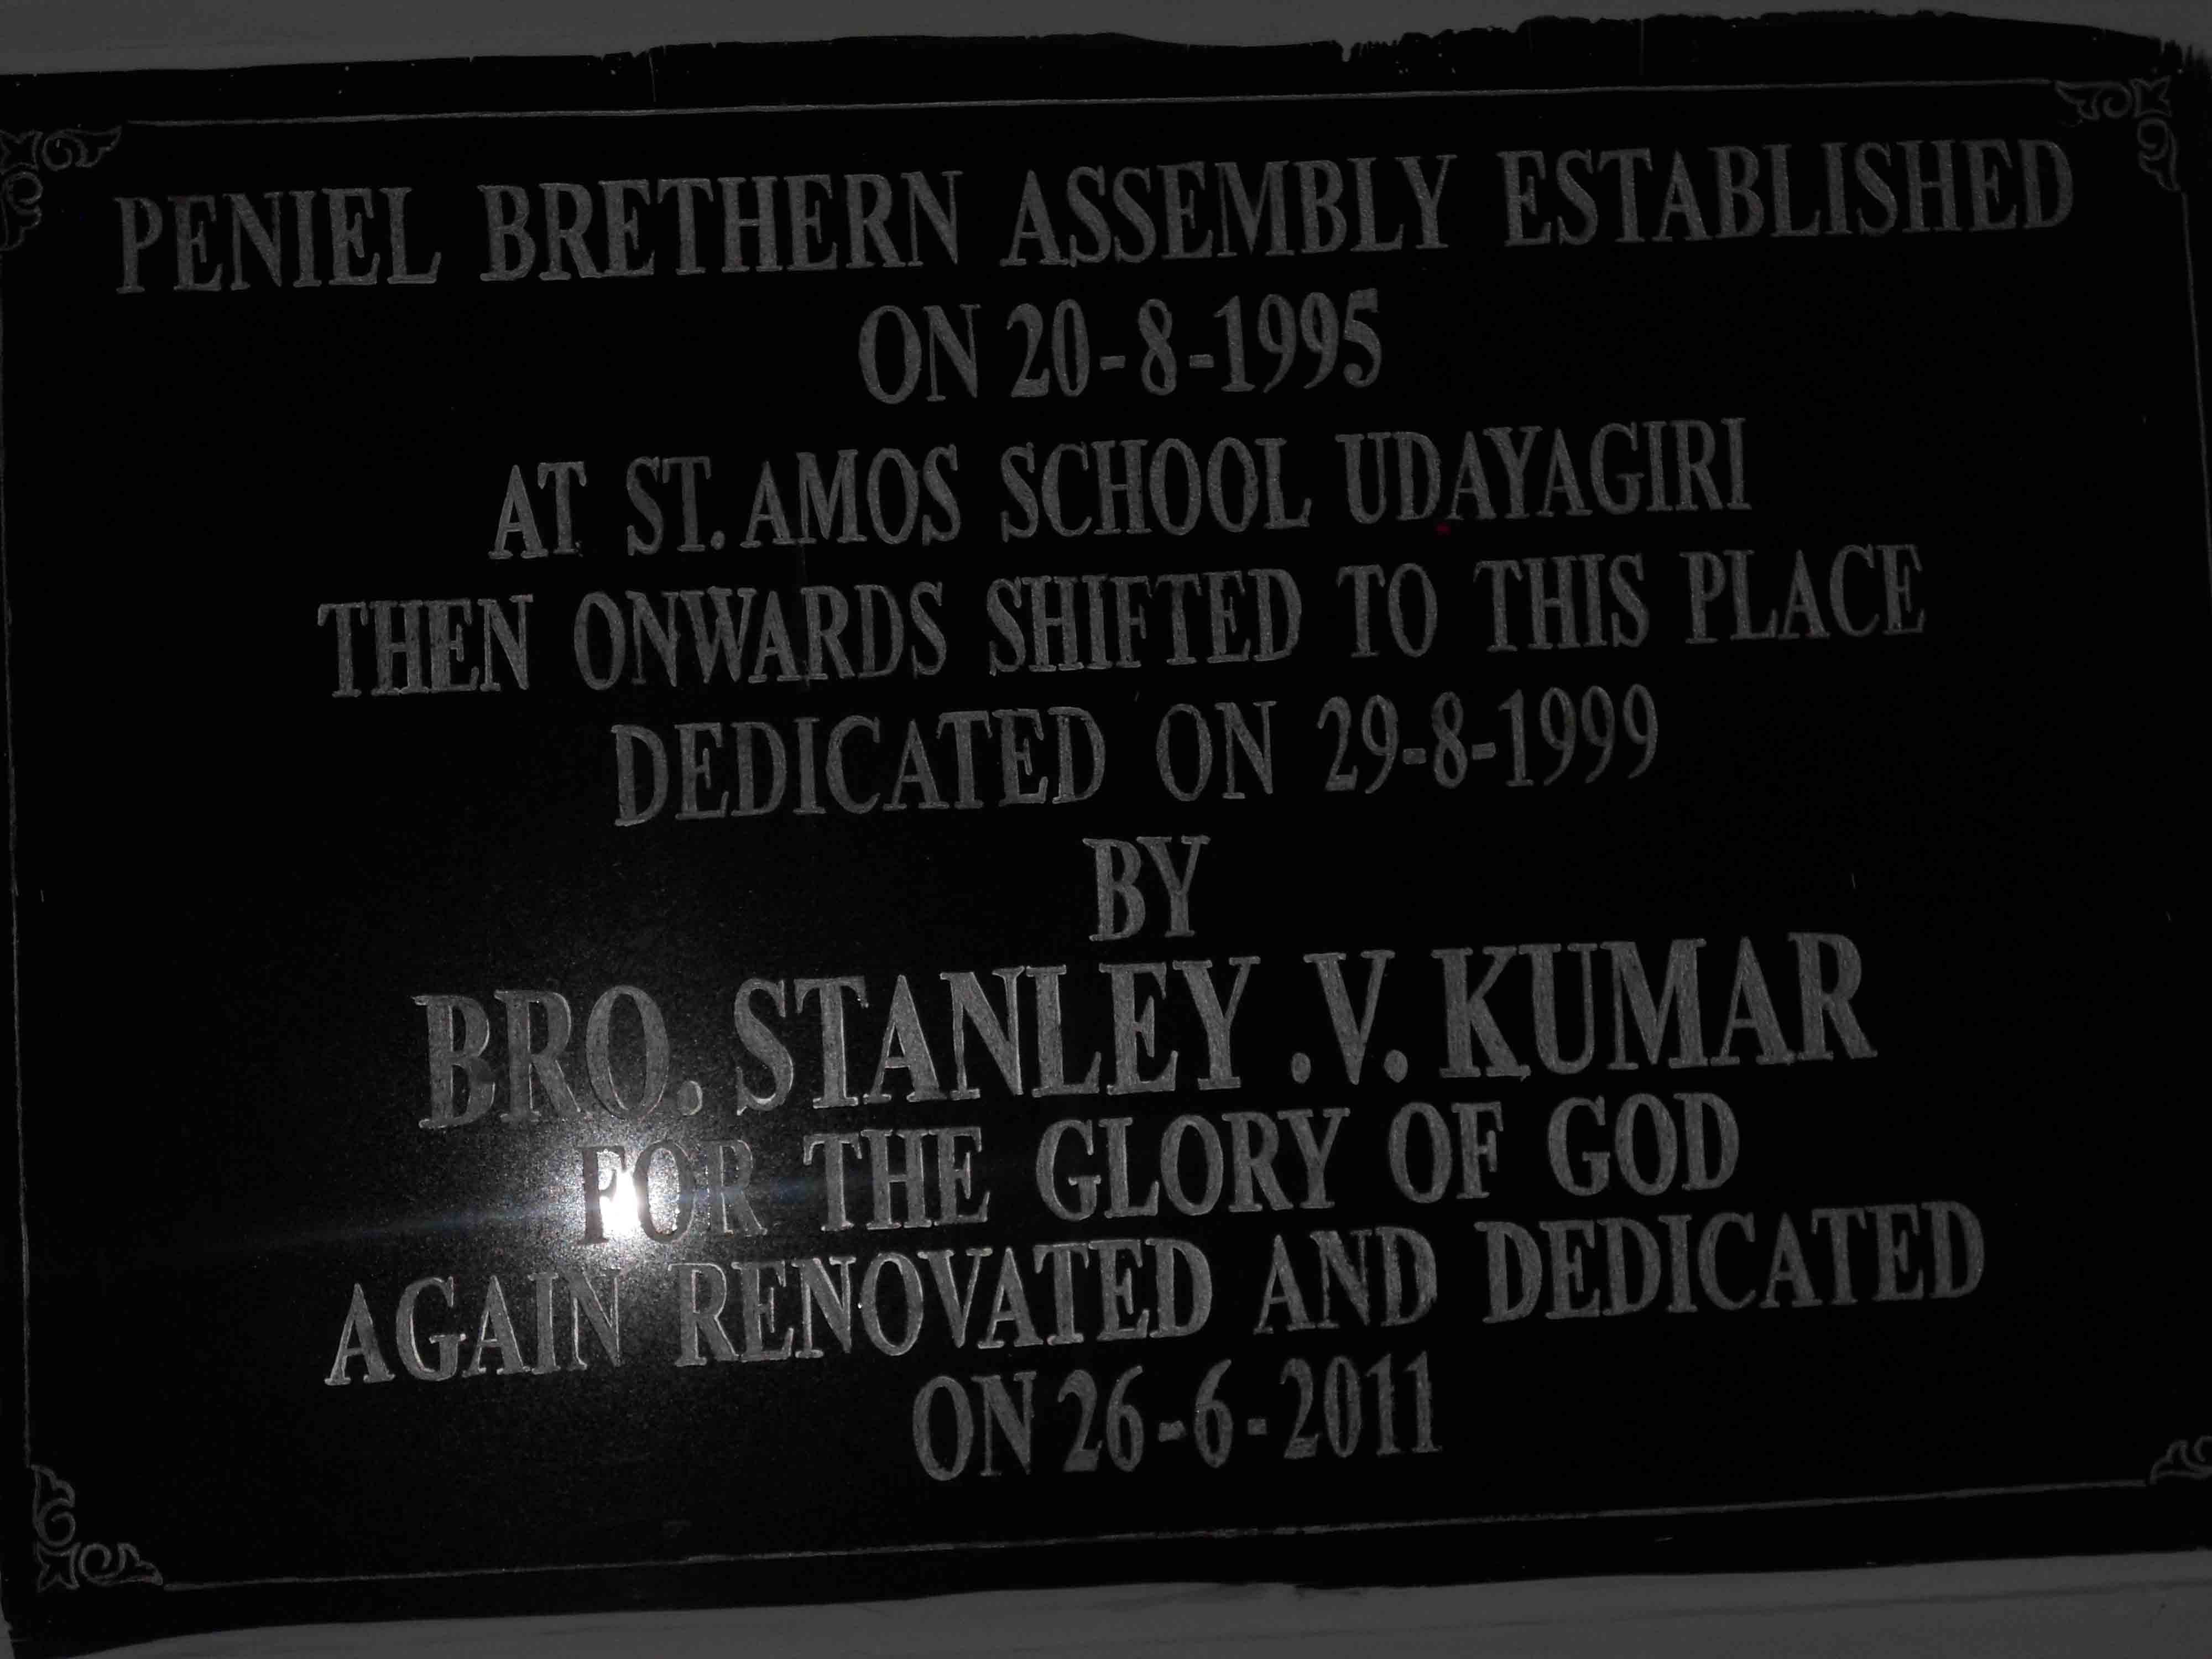 PENIEL BRETHERN ASSEMBLY ESTABLISHED
ON 20-8-1995
AT ST. AMOS SCHOOL UDAYAGIRI
THEN ONWARDS SHIFTED TO THIS PLACE
DEDICATED ON 29-8-1999
BY
BRO. STANLEY .V. KUMAR
FOR THE GLORY OF GOD
AGAIN RENOVATED AND DEDICATED
ON 26-6-2011